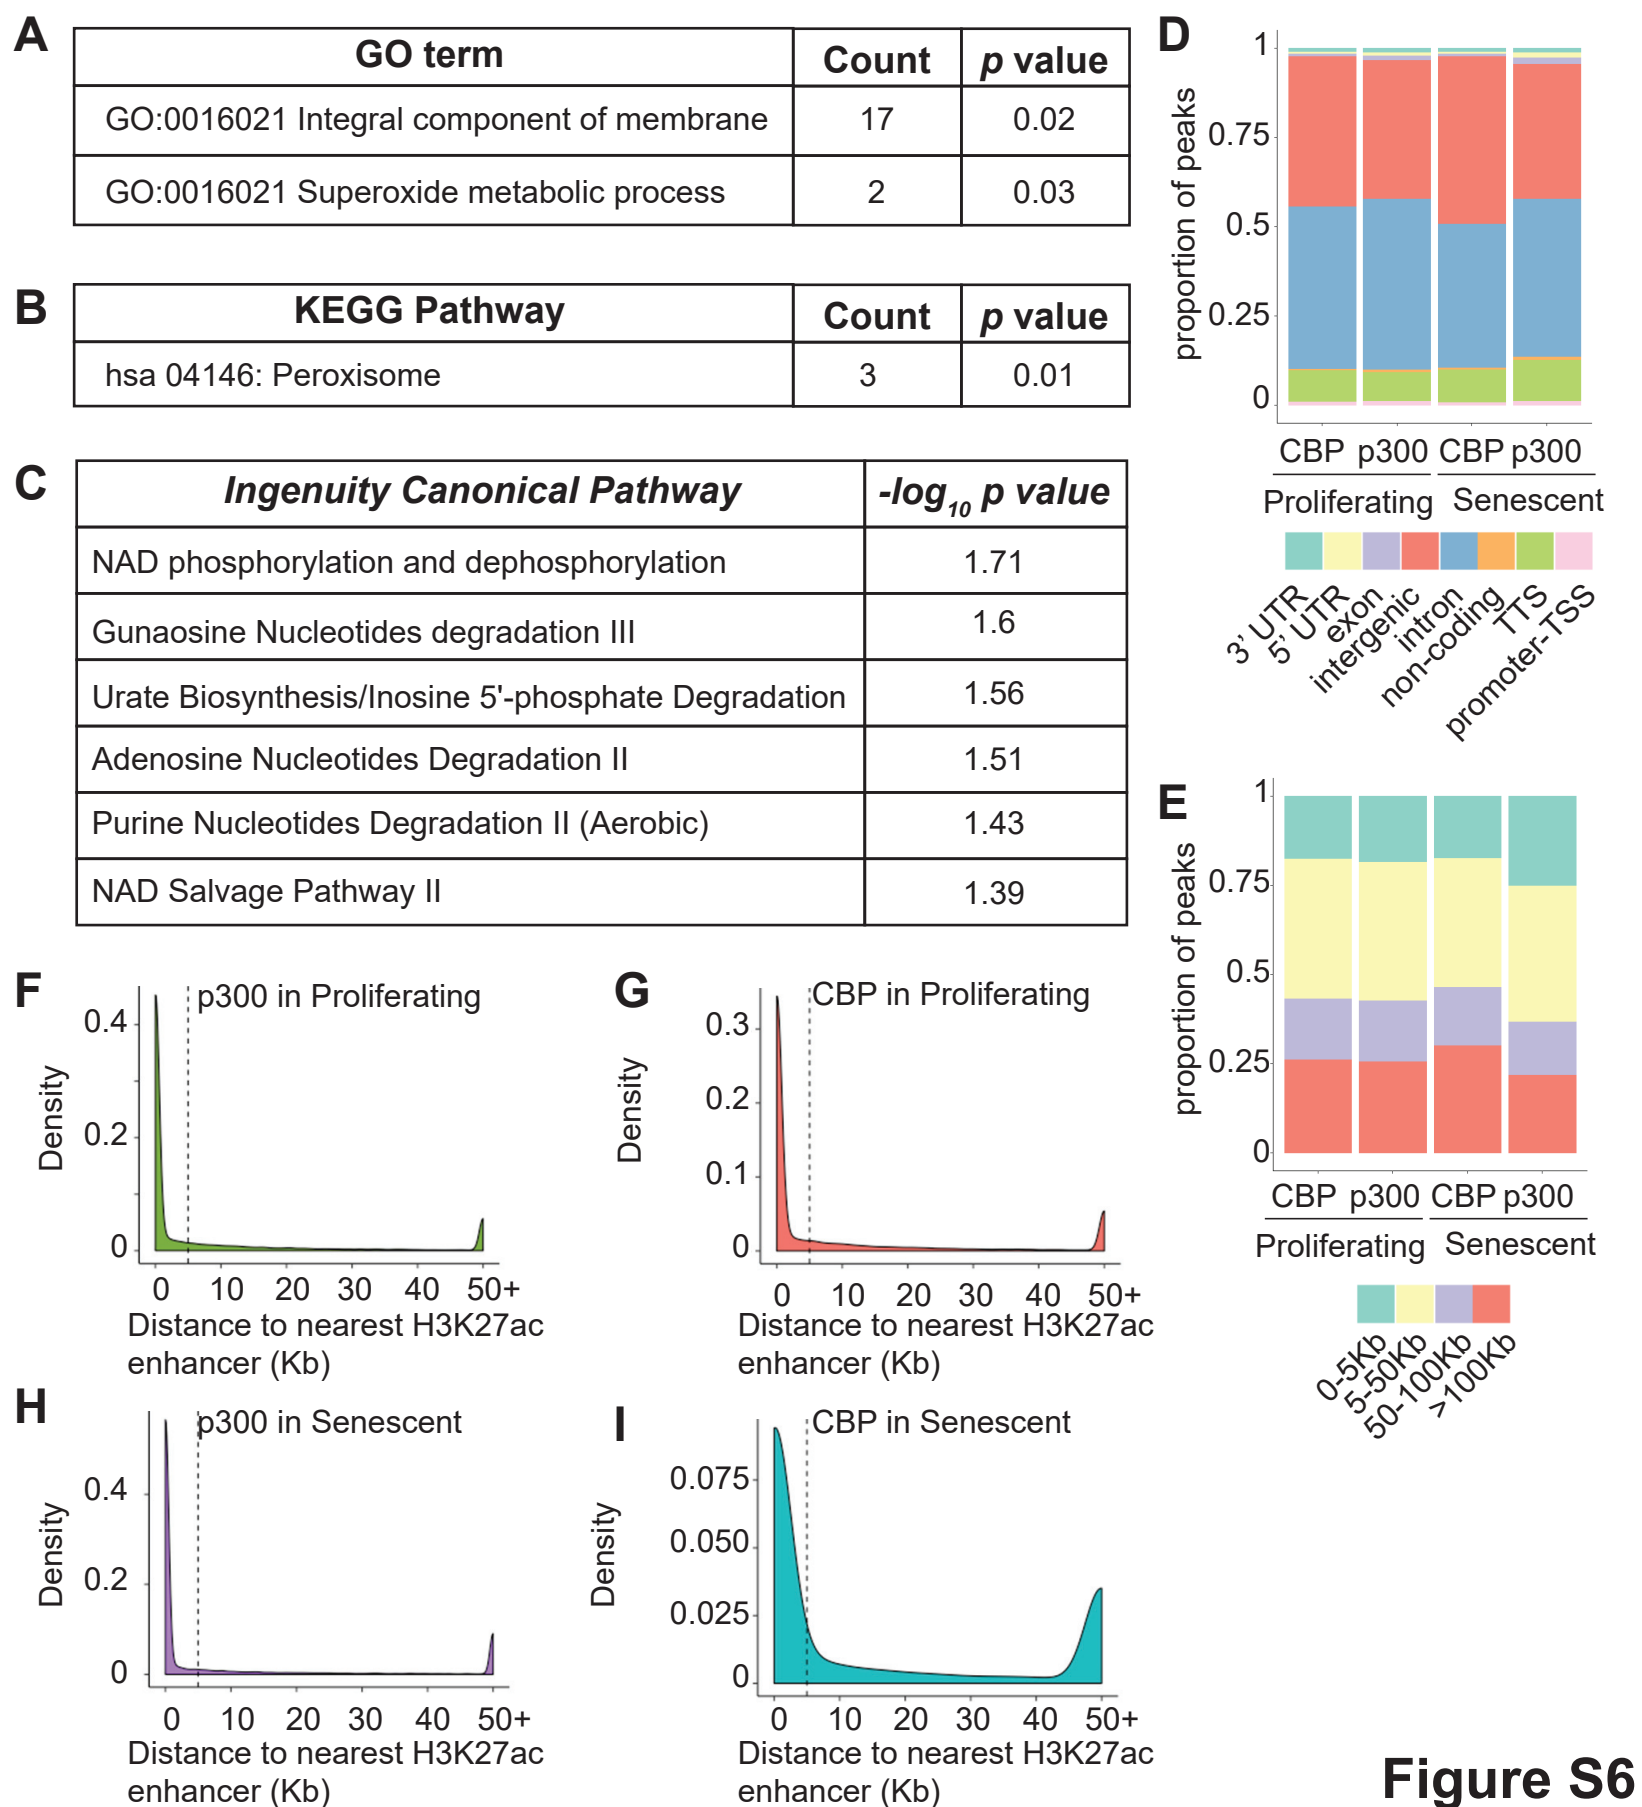 A
GO term Count p value
GO:0016021 Integral component of membrane 17 0.02
GO:0016021 Superoxide metabolic process 2 0.03
B
KEGG Pathway Count p value
hsa 04146: Peroxisome 3 0.01
C
Ingenuity Canonical Pathway -log10 p value
NAD phosphorylation and dephosphorylation 1.71
Gunaosine Nucleotides degradation III 1.6
Urate Biosynthesis/Inosine 5'-phosphate Degradation 1.56
Adenosine Nucleotides Degradation II 1.51
Purine Nucleotides Degradation II (Aerobic) 1.43
NAD Salvage Pathway II 1.39
D
proportion of peaks
1
0.75
0.5
0.25
0
CBP p300 CBP p300
Proliferating Senescent
3’ UTR
5’ UTR
exon
intergenic
intron
non-coding
TTS
promoter-TSS
E
proportion of peaks
1
0.75
0.5
0.25
0
CBP p300 CBP p300
Proliferating Senescent
0-5Kb
5-50Kb
50-100Kb
>100Kb
F
p300 in Proliferating
Density
0.4
0.2
0
0 10 20 30 40 50+
Distance to nearest H3K27ac
enhancer (Kb)
G
CBP in Proliferating
Density
0.3
0.2
0.1
0
0 10 20 30 40 50+
Distance to nearest H3K27ac
enhancer (Kb)
H
p300 in Senescent
Density
0.4
0.2
0
0 10 20 30 40 50+
Distance to nearest H3K27ac
enhancer (Kb)
I
CBP in Senescent
Density
0.075
0.050
0.025
0
0 10 20 30 40 50+
Distance to nearest H3K27ac
enhancer (Kb)
Figure S6